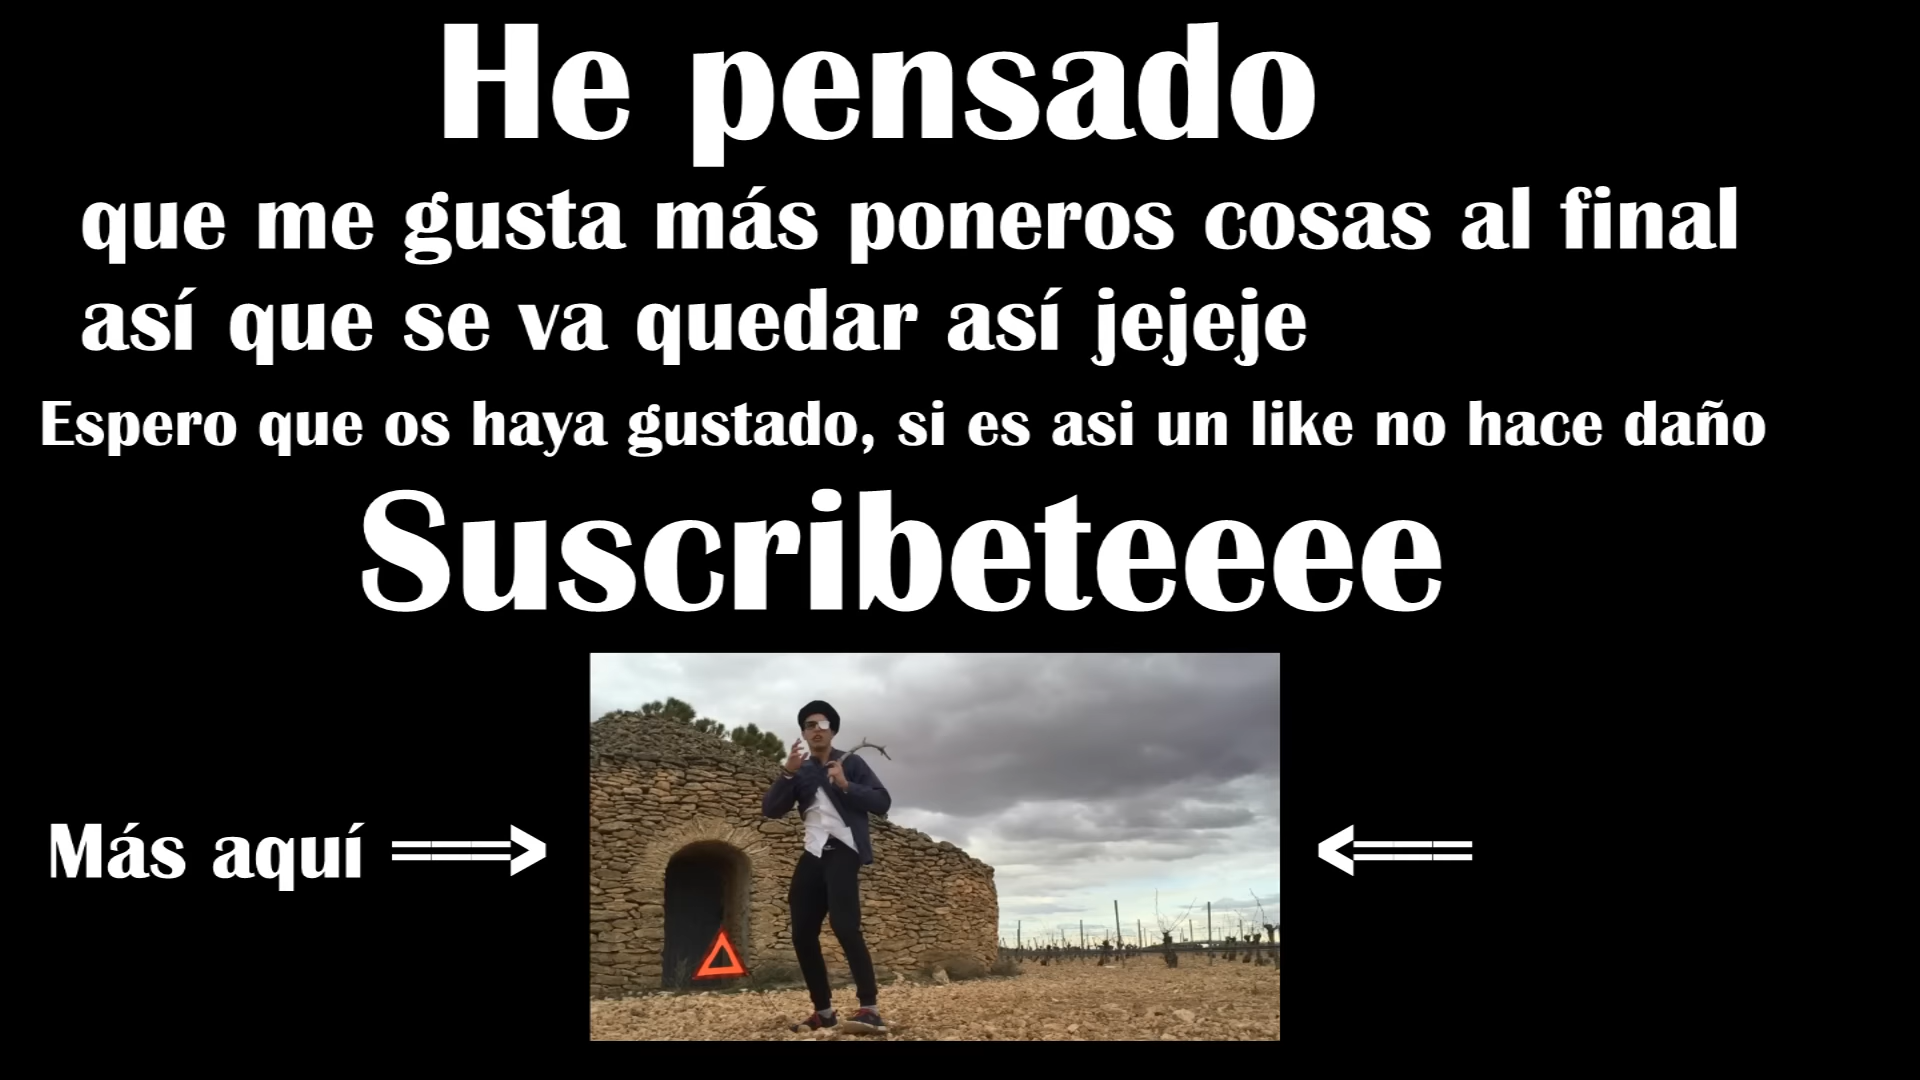 He pensado
que me gusta más poneros cosas al final
así que se va quedar así jejeje
Espero que os haya gustado, si es asi un like no hace daño
Suscribeteeee
Más aquí ===> <===